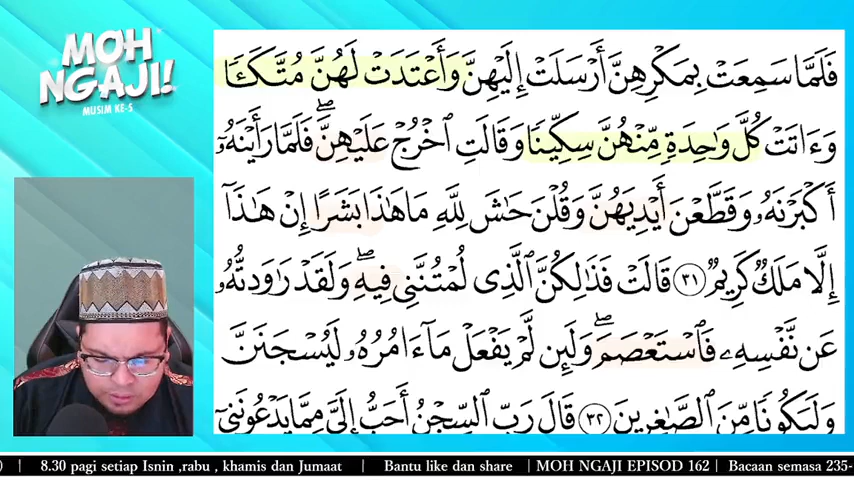 MOH
NGAJI!
MUSIM KE-5
فَلَمَّا سَمِعَتْ بِمَكْرِهِنَّ أَرْسَلَتْ إِلَيْهِنَّ وَأَعْتَدَتْ لَهُنَّ مُتَّكَـًٔا
وَءَاتَتْ كُلَّ وَٰحِدَةٍ مِّنْهُنَّ سِكِّينًا وَقَالَتِ ٱخْرُجْ عَلَيْهِنَّ ۖ فَلَمَّا رَأَيْنَهُۥٓ
أَكْبَرْنَهُۥ وَقَطَّعْنَ أَيْدِيَهُنَّ وَقُلْنَ حَٰشَ لِلَّهِ مَا هَٰذَا بَشَرًا إِنْ هَٰذَآ
إِلَّا مَلَكٌ كَرِيمٌ ٣١ قَالَتْ فَذَٰلِكُنَّ ٱلَّذِى لُمْتُنَّنِى فِيهِ ۖ وَلَقَدْ رَٰوَدتُّهُۥ
عَن نَّفْسِهِۦ فَٱسْتَعْصَمَ ۖ وَلَئِن لَّمْ يَفْعَلْ مَآ ءَامُرُهُۥ لَيُسْجَنَنَّ
وَلَيَكُونًا مِّنَ ٱلصَّٰغِرِينَ ٣٢ قَالَ رَبِّ ٱلسِّجْنُ أَحَبُّ إِلَىَّ مِمَّا يَدْعُونَنِىٓ
) | 8.30 pagi setiap Isnin ,rabu , khamis dan Jumaat | Bantu like dan share | MOH NGAJI EPISOD 162 | Bacaan semasa 235-